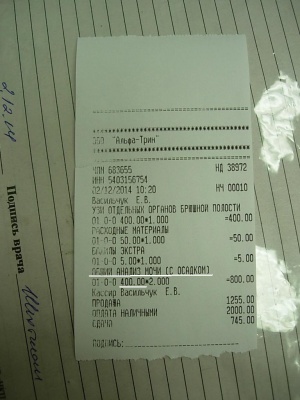 ООО "Альфа-Трин"
ЧПМ 683655 НД 38972
ИНН 5403156754
02/12/2014 10:20 НЧ 00010
Васильчук Е.В.
УЗИ ОТДЕЛЬНЫХ ОРГАНОВ БРЮШНОЙ ПОЛОСТИ
01-0-0 400.00*1.000 =400.00
РАСХОДНЫЕ МАТЕРИАЛЫ
01-0-0 50.00*1.000 =50.00
БАХИЛЫ ЭКСТРА
01-0-0 5.00*1.000 =5.00
ОБЩИЙ АНАЛИЗ МОЧИ (С ОСАДКОМ)
01-0-0 400.00*2.000 =800.00
Кассир Васильчук Е.В.
ПРОДАЖА 1255.00
ОПЛАТА НАЛИЧНЫМИ 2000.00
СДАЧА 745.00
ПОДПИСЬ:
2.12.14
Подпись врача